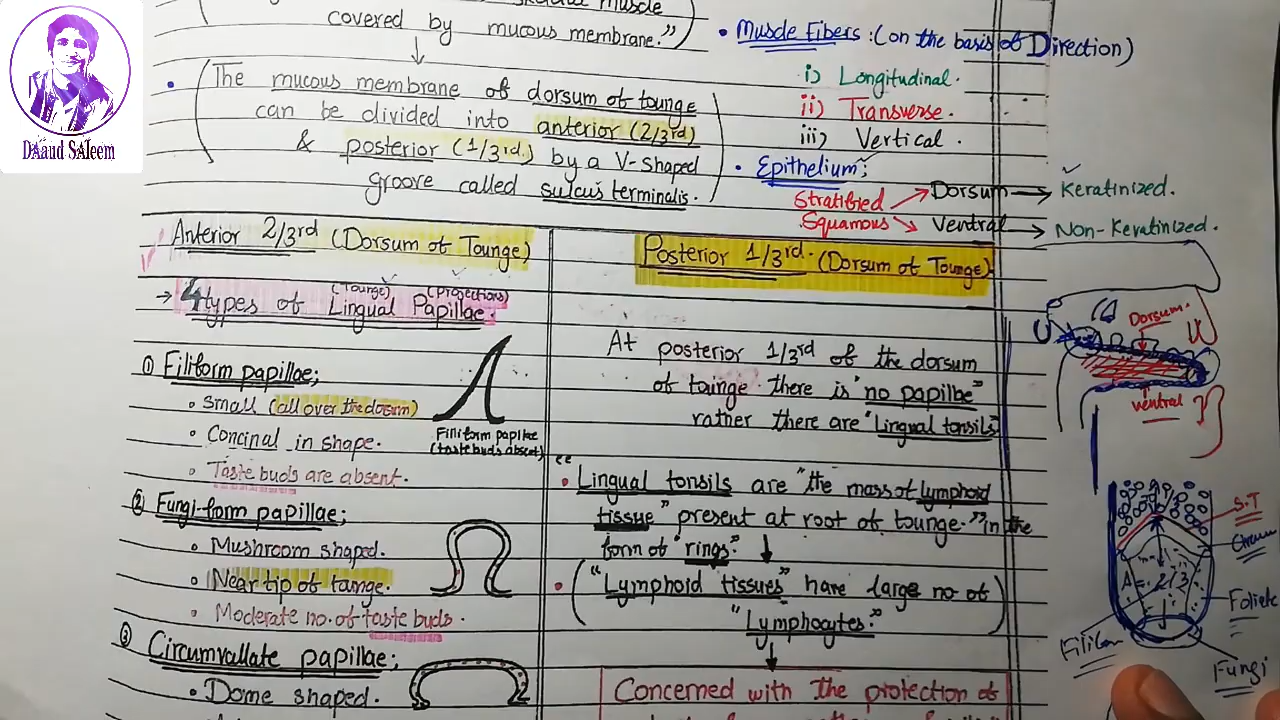 skeletal muscle
covered by mucous membrane.")
• (The mucous membrane of dorsum of tounge
can be divided into anterior (2/3rd)
& posterior (1/3rd.) by a V-shaped
groove called sulcus terminalis.)
DAaud SAleem
• Muscle Fibers: (on the basis of Direction)
i) Longitudinal.
ii) Transverse.
iii) Vertical.
• Epithelium;
Stratified Squamous
Dorsum → Keratinized.
Ventral → Non-Keratinized.
Anterior 2/3rd (Dorsum of Tounge)
(Tounge) (Projections)
→ 4 types of Lingual Papillae.
① Filiform papillae;
• small (all over the dorsum)
• Concinal in shape.
• Taste buds are absent.
Filiform papillae
(taste buds absent)
② Fungi-from papillae;
• Mushroom shaped.
• Near tip of tounge.
• Moderate no. of taste buds.
③ Circumvallate papillae;
• Dome shaped.
Posterior 1/3rd. (Dorsum of Tounge)
At posterior 1/3rd of the dorsum
of tounge there is "no papillae"
rather there are "Lingual tonsils"
"• Lingual tonsils are "the mass of lymphoid
tissue" present at root of tounge." in the
form of "rings."
• ("Lymphoid tissues" have large no of
"Lymphocytes.")
Concerned with the protection of
Dorsum.
ventral
S.T
A= 2/3
Foliate
Fungi